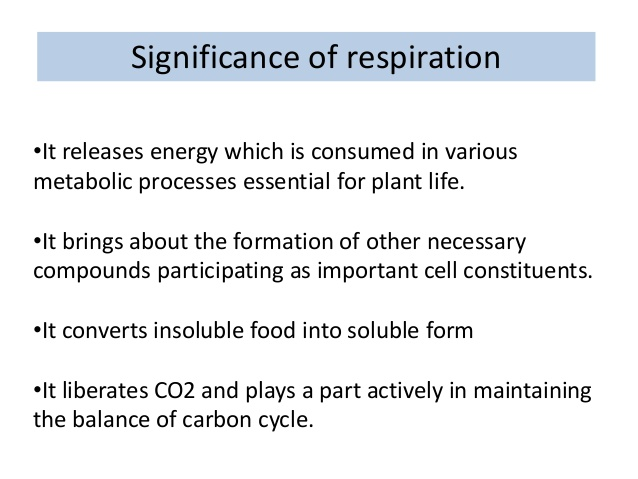 Significance of respiration
•It releases energy which is consumed in various
metabolic processes essential for plant life.
•It brings about the formation of other necessary
compounds participating as important cell constituents.
•It converts insoluble food into soluble form
•It liberates CO2 and plays a part actively in maintaining
the balance of carbon cycle.